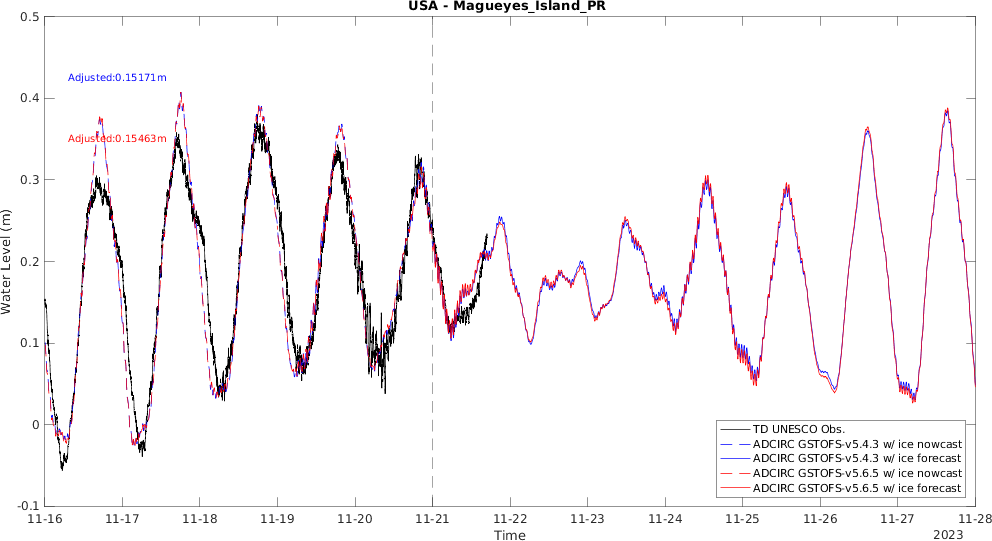 USA - Magueyes_Island_PR
Water Level (m)
0.5
0.4
0.3
0.2
0.1
0
-0.1
Adjusted:0.15171m
Adjusted:0.15463m
TD UNESCO Obs.
ADCIRC GSTOFS-v5.4.3 w/ ice nowcast
ADCIRC GSTOFS-v5.4.3 w/ ice forecast
ADCIRC GSTOFS-v5.6.5 w/ ice nowcast
ADCIRC GSTOFS-v5.6.5 w/ ice forecast
11-16 11-17 11-18 11-19 11-20 11-21 11-22 11-23 11-24 11-25 11-26 11-27 11-28
Time
2023